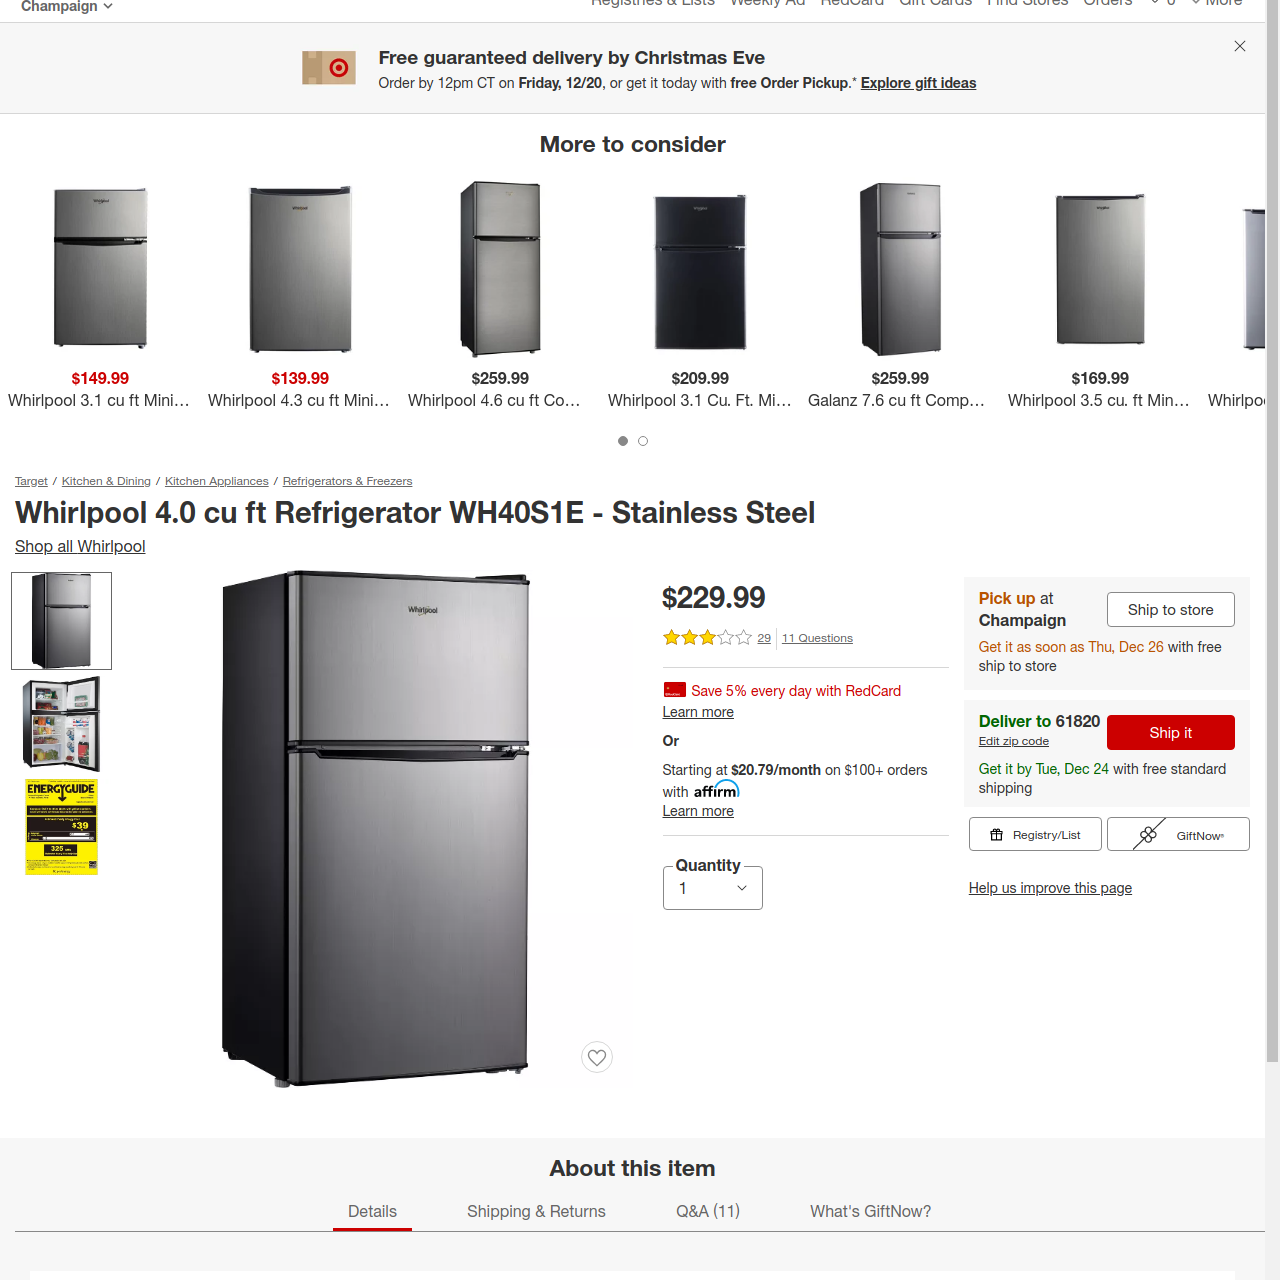 Champaign
Registries & Lists Weekly Ad RedCard Gift Cards Find Stores Orders 0 More
Free guaranteed delivery by Christmas Eve
Order by 12pm CT on Friday, 12/20, or get it today with free Order Pickup.* Explore gift ideas
More to consider
$149.99
Whirlpool 3.1 cu ft Mini...
$139.99
Whirlpool 4.3 cu ft Mini...
$259.99
Whirlpool 4.6 cu ft Co...
$209.99
Whirlpool 3.1 Cu. Ft. Mi...
$259.99
Galanz 7.6 cu ft Comp...
$169.99
Whirlpool 3.5 cu. ft Min...
Whirlpo
Target / Kitchen & Dining / Kitchen Appliances / Refrigerators & Freezers
Whirlpool 4.0 cu ft Refrigerator WH40S1E - Stainless Steel
Shop all Whirlpool
ENERGYGUIDE
$39
325
Whirlpool
$229.99
29 11 Questions
Save 5% every day with RedCard
Learn more
Or
Starting at $20.79/month on $100+ orders
with affirm
Learn more
Quantity
1
Pick up at
Champaign
Ship to store
Get it as soon as Thu, Dec 26 with free
ship to store
Deliver to 61820
Edit zip code
Ship it
Get it by Tue, Dec 24 with free standard
shipping
Registry/List
GiftNow®
Help us improve this page
About this item
Details
Shipping & Returns
Q&A (11)
What's GiftNow?